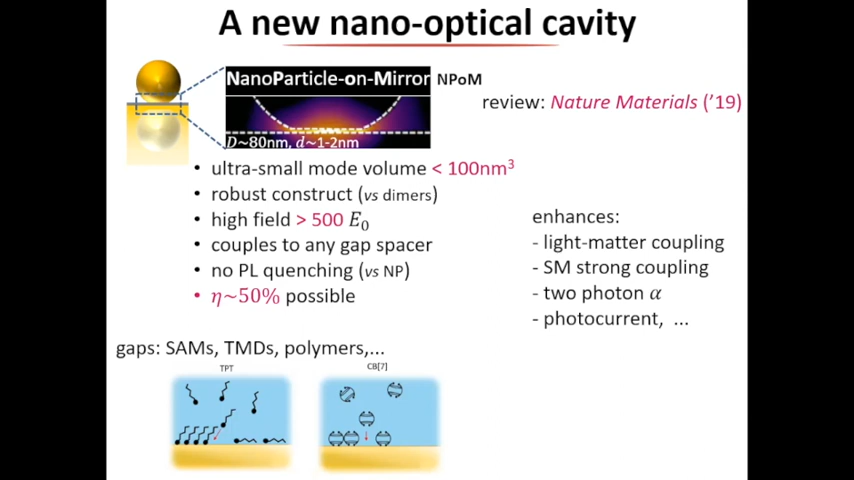 A new nano-optical cavity
NanoParticle-on-Mirror NPoM
review: Nature Materials ('19)
D~80nm, d~1-2nm
• ultra-small mode volume < 100nm³
• robust construct (vs dimers)
• high field > 500 E₀
• couples to any gap spacer
• no PL quenching (vs NP)
• η~50% possible
enhances:
- light-matter coupling
- SM strong coupling
- two photon α
- photocurrent, ...
gaps: SAMs, TMDs, polymers,...
TPT
CB[7]